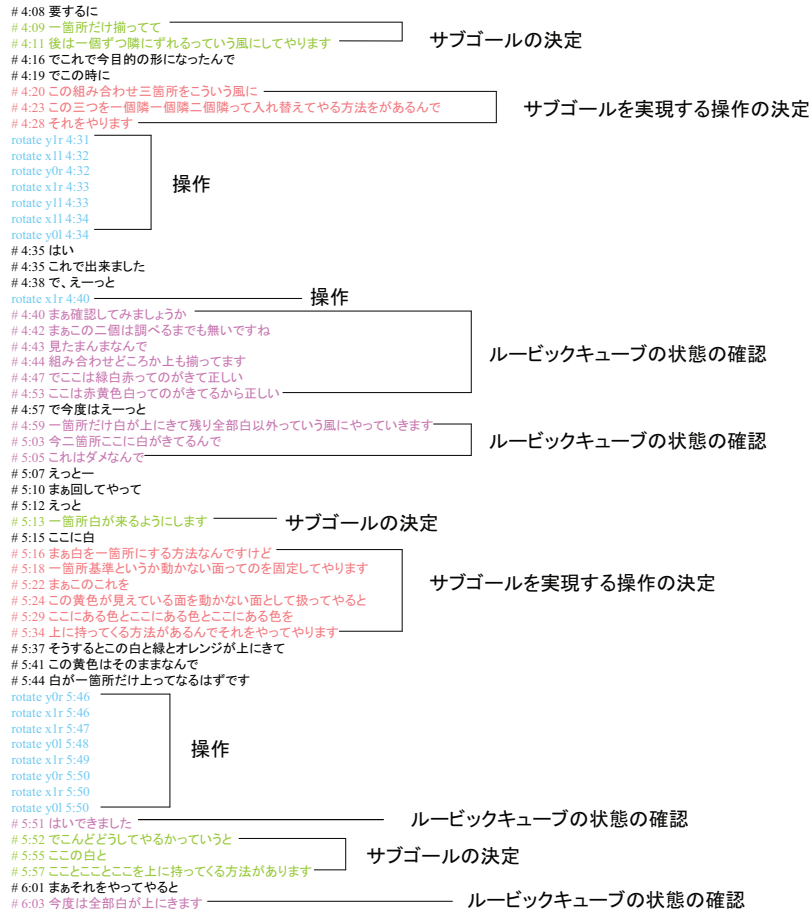 # 4:08 要するに
# 4:09 一箇所だけ揃ってて
# 4:11 後は一個ずつ隣にずれるっていう風にしてやります
サブゴールの決定
# 4:16 でこれで今目的の形になったんで
# 4:19 でこの時に
# 4:20 この組み合わせ三箇所をこういう風に
# 4:23 この三つを一個隣一個隣二個隣って入れ替えてやる方法をがあるんで
# 4:28 それをやります
サブゴールを実現する操作の決定
rotate y1r 4:31
rotate x1l 4:32
rotate y0r 4:32
rotate x1r 4:33
rotate y1l 4:33
rotate x1l 4:34
rotate y0l 4:34
操作
# 4:35 はい
# 4:35 これで出来ました
# 4:38 で、えーっと
rotate x1r 4:40
操作
# 4:40 まぁ確認してみましょうか
# 4:42 まぁこの二個は調べるまでも無いですね
# 4:43 見たまんまなんで
# 4:44 組み合わせどころか上も揃ってます
# 4:47 でここは緑白赤ってのがきて正しい
# 4:53 ここは赤黄色白ってのがきてるから正しい
ルービックキューブの状態の確認
# 4:57 で今度はえーっと
# 4:59 一箇所だけ白が上にきて残り全部白以外っていう風にやっていきます
# 5:03 今二箇所ここに白がきてるんで
# 5:05 これはダメなんで
ルービックキューブの状態の確認
# 5:07 えっとー
# 5:10 まぁ回してやって
# 5:12 えっと
# 5:13 一箇所白が来るようにします
サブゴールの決定
# 5:15 ここに白
# 5:16 まぁ白を一箇所にする方法なんですけど
# 5:18 一箇所基準というか動かない面ってのを固定してやります
# 5:22 まぁこのこれを
# 5:24 この黄色が見えている面を動かない面として扱ってやると
# 5:29 ここにある色とここにある色とここにある色を
# 5:34 上に持ってくる方法があるんでそれをやってやります
サブゴールを実現する操作の決定
# 5:37 そうするとこの白と緑とオレンジが上にきて
# 5:41 この黄色はそのままなんで
# 5:44 白が一箇所だけ上ってなるはずです
rotate y0r 5:46
rotate x1r 5:46
rotate x1r 5:47
rotate y0l 5:48
rotate x1r 5:49
rotate y0r 5:50
rotate x1r 5:50
rotate y0l 5:50
操作
# 5:51 はいできました
ルービックキューブの状態の確認
# 5:52 でこんどどうしてやるかっていうと
# 5:55 ここの白と
# 5:57 こことこことここを上に持ってくる方法があります
サブゴールの決定
# 6:01 まぁそれをやってやると
# 6:03 今度は全部白が上にきます
ルービックキューブの状態の確認